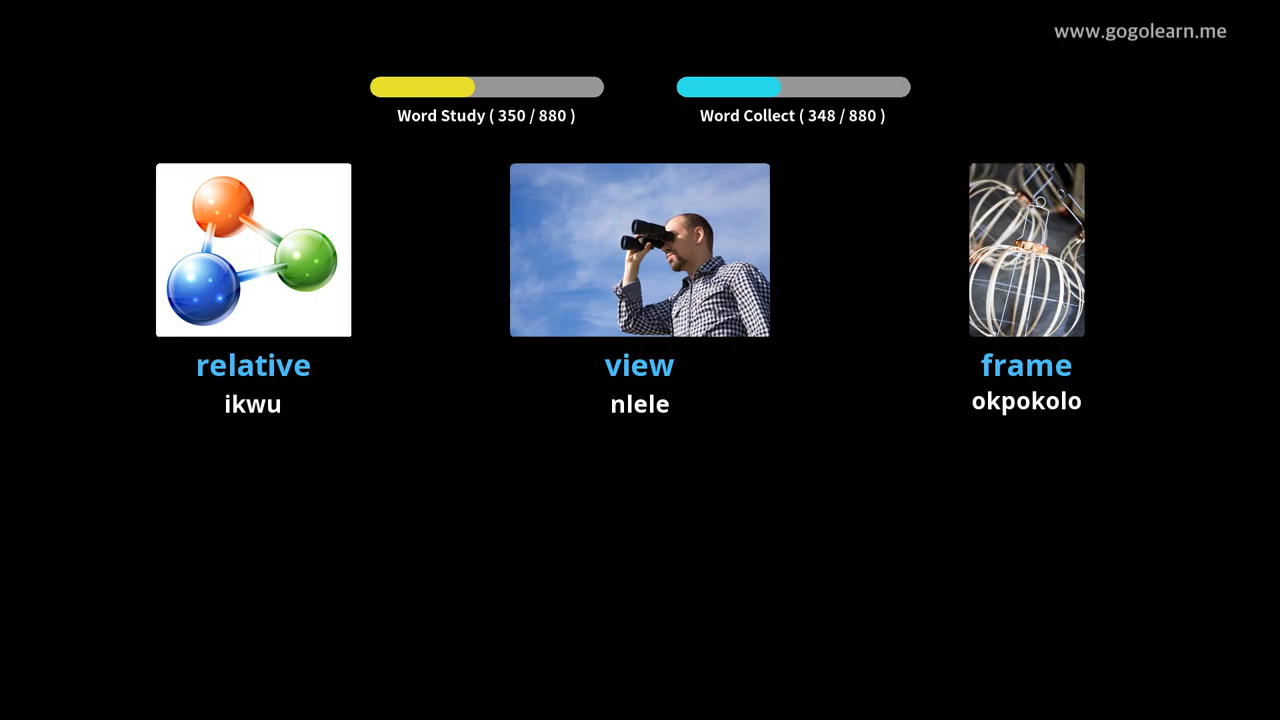 www.gogolearn.me
Word Study ( 350 / 880 )
Word Collect ( 348 / 880 )
relative
view
frame
ikwu
nlele
okpokolo